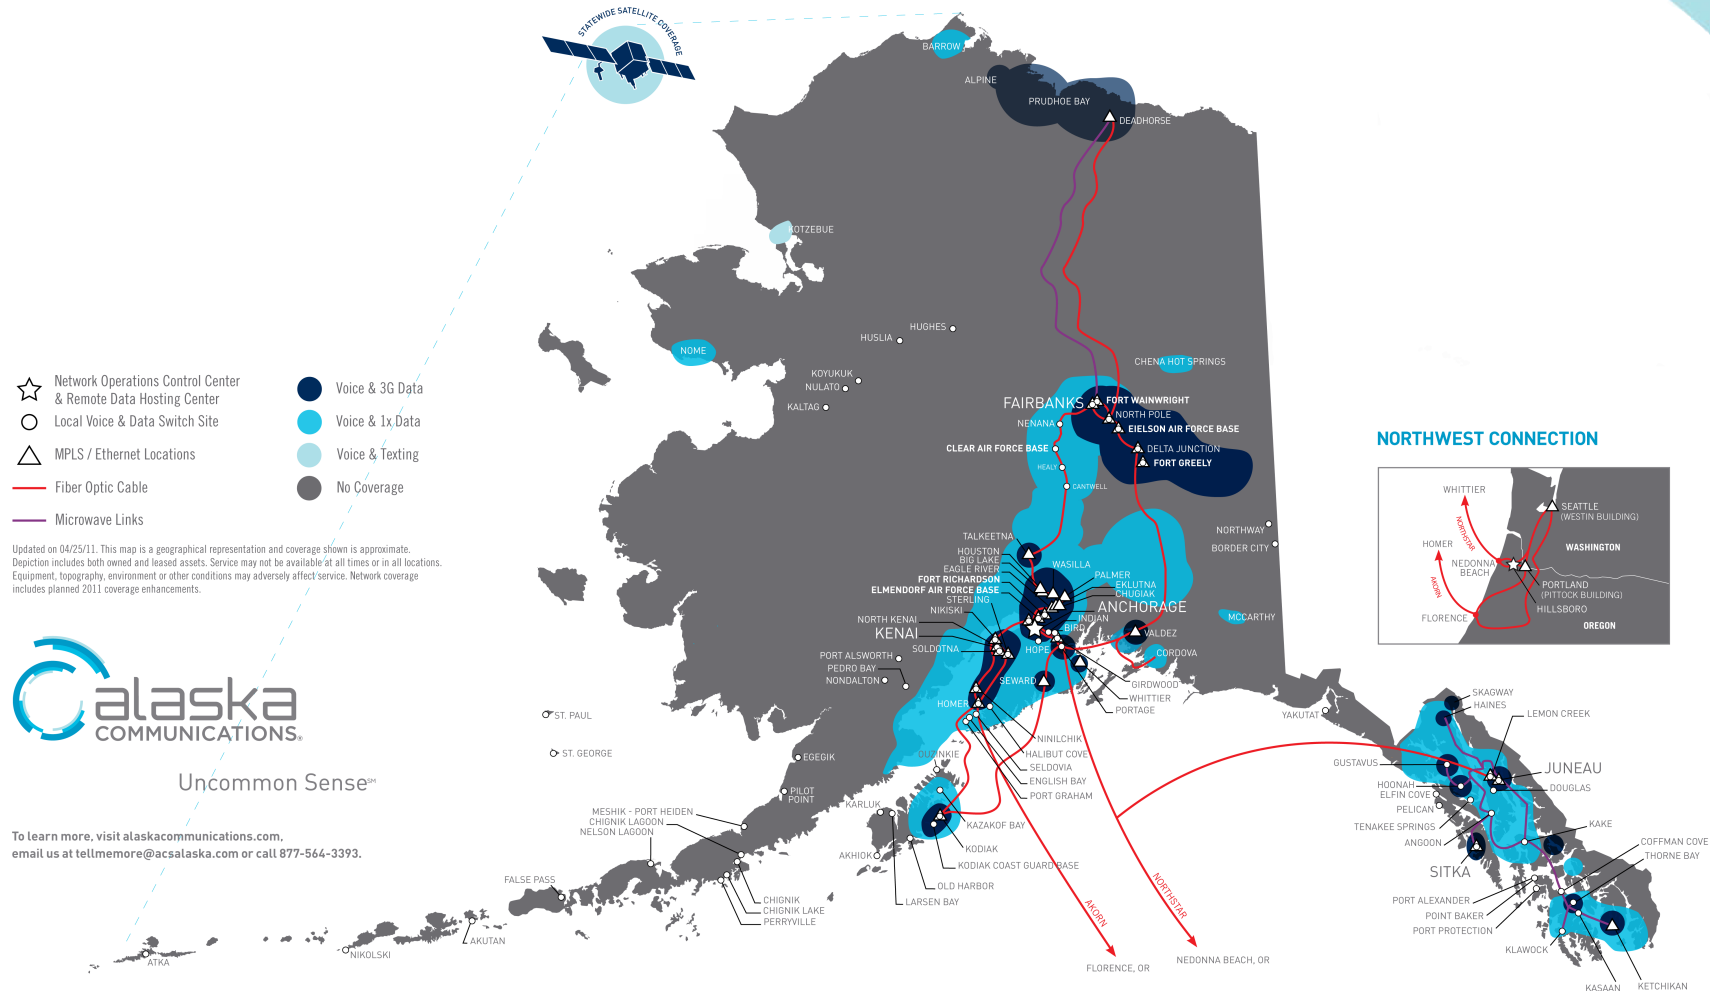 STATEWIDE SATELLITE COVERAGE
BARROW
ALPINE
PRUDHOE BAY
DEADHORSE
KOTZEBUE
HUGHES
HUSLIA
NOME
CHENA HOT SPRINGS
KOYUKUK
NULATO
KALTAG
FAIRBANKS
FORT WAINWRIGHT
NORTH POLE
NENANA
EIELSON AIR FORCE BASE
CLEAR AIR FORCE BASE
DELTA JUNCTION
FORT GREELY
HEALY
CANTWELL
Network Operations Control Center
& Remote Data Hosting Center
Local Voice & Data Switch Site
MPLS / Ethernet Locations
Fiber Optic Cable
Microwave Links
Voice & 3G Data
Voice & 1x Data
Voice & Texting
No Coverage
Updated on 04/25/11. This map is a geographical representation and coverage shown is approximate.
Depiction includes both owned and leased assets. Service may not be available at all times or in all locations.
Equipment, topography, environment or other conditions may adversely affect service. Network coverage
includes planned 2011 coverage enhancements.
NORTHWAY
BORDER CITY
TALKEETNA
HOUSTON
BIG LAKE
EAGLE RIVER
FORT RICHARDSON
ELMENDORF AIR FORCE BASE
STERLING
NIKISKI
NORTH KENAI
KENAI
SOLDOTNA
WASILLA
PALMER
EKLUTNA
CHUGIAK
ANCHORAGE
INDIAN
BIRD
HOPE
VALDEZ
MCCARTHY
CORDOVA
PORT ALSWORTH
PEDRO BAY
NONDALTON
SEWARD
GIRDWOOD
WHITTIER
PORTAGE
HOMER
NINILCHIK
HALIBUT COVE
SELDOVIA
ENGLISH BAY
PORT GRAHAM
OUZINKIE
ST. PAUL
ST. GEORGE
EGEGIK
PILOT
POINT
MESHIK - PORT HEIDEN
CHIGNIK LAGOON
NELSON LAGOON
KARLUK
KAZAKOF BAY
KODIAK
KODIAK COAST GUARD BASE
AKHIOK
OLD HARBOR
LARSEN BAY
FALSE PASS
CHIGNIK
CHIGNIK LAKE
PERRYVILLE
AKUTAN
NIKOLSKI
ATKA
AKORN
NORTHSTAR
FLORENCE, OR
NEDONNA BEACH, OR
NORTHWEST CONNECTION
WHITTIER
NORTHSTAR
HOMER
AKORN
SEATTLE
(WESTIN BUILDING)
WASHINGTON
NEDONNA
BEACH
PORTLAND
(PITTOCK BUILDING)
HILLSBORO
FLORENCE
OREGON
YAKUTAT
SKAGWAY
HAINES
LEMON CREEK
GUSTAVUS
JUNEAU
HOONAH
DOUGLAS
ELFIN COVE
PELICAN
TENAKEE SPRINGS
ANGOON
KAKE
COFFMAN COVE
THORNE BAY
SITKA
PORT ALEXANDER
POINT BAKER
PORT PROTECTION
KLAWOCK
KASAAN
KETCHIKAN
alaska
COMMUNICATIONS®
Uncommon Sense℠
To learn more, visit alaskacommunications.com,
email us at tellmemore@acsalaska.com or call 877-564-3393.